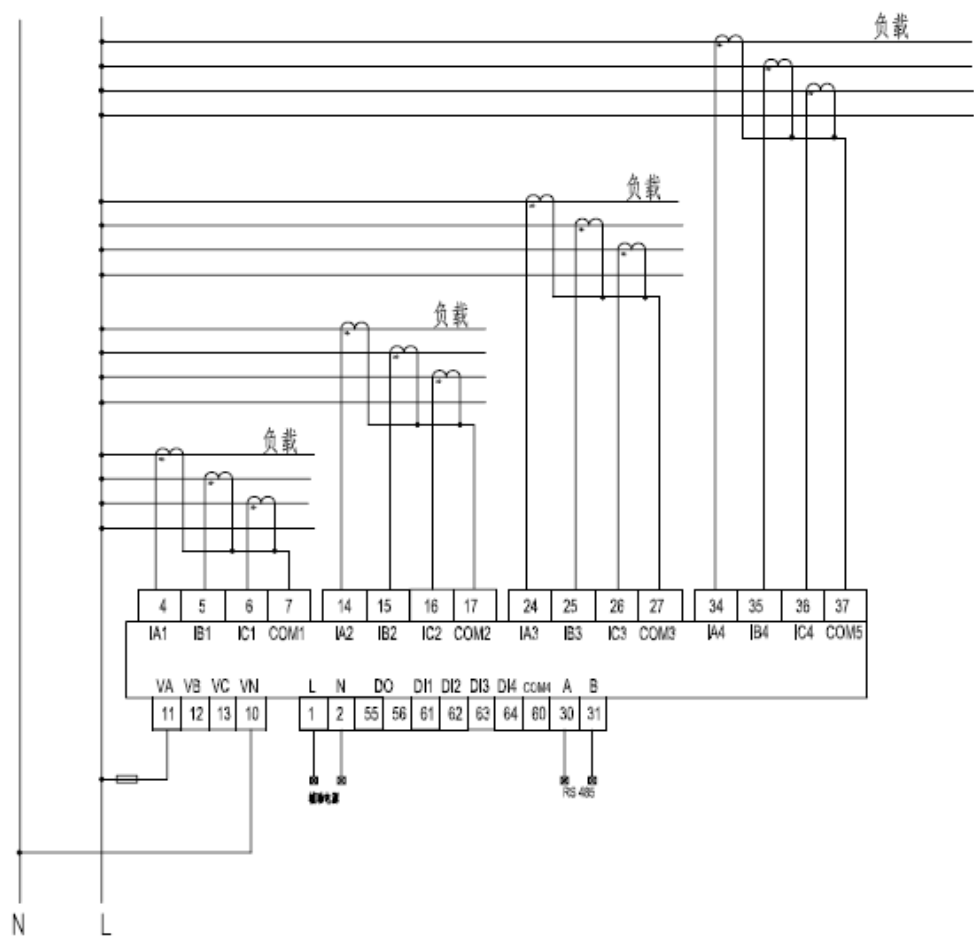 负载
负载
负载
负载
4 5 6 7 14 15 16 17 24 25 26 27 34 35 36 37
IA1 IB1 IC1 COM1 IA2 IB2 IC2 COM2 IA3 IB3 IC3 COM3 IA4 IB4 IC4 COM5
VA VB VC VN L N DO DI1 DI2 DI3 DI4 COM4 A B
11 12 13 10 1 2 55 56 61 62 63 64 60 30 31
RS 485
N L